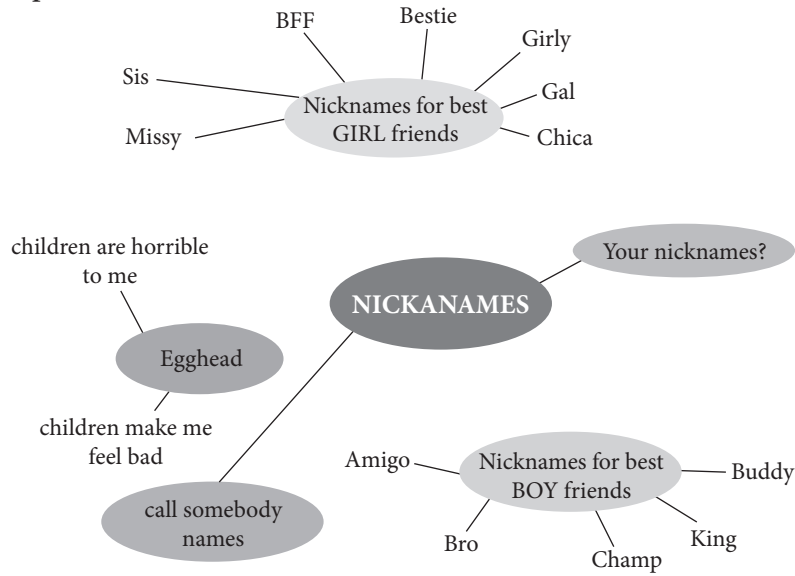 BFF
Bestie
Girly
Sis
Gal
Nicknames for best
GIRL friends
Missy
Chica
children are horrible
to me
Your nicknames?
NICKANAMES
Egghead
children make me
feel bad
Amigo
Nicknames for best
BOY friends
Buddy
call somebody
names
Bro
King
Champ